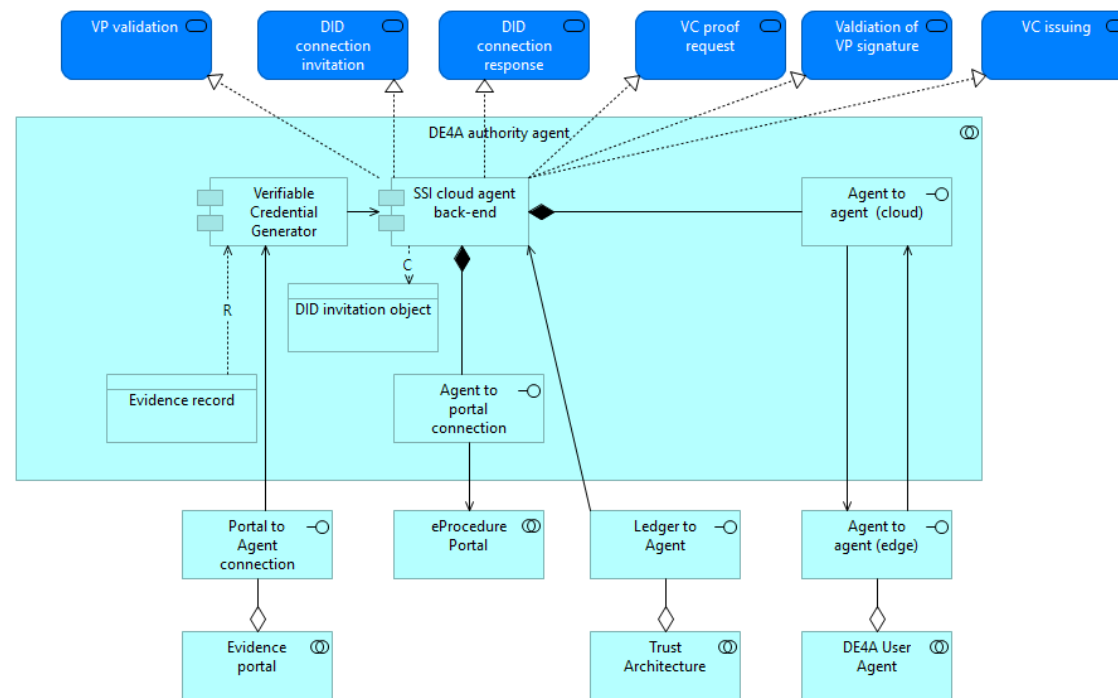 VP validation
DID
connection
invitation
DID
connection
response
VC proof
request
Valdiation of
VP signature
VC issuing
DE4A authority agent
Verifiable
Credential
Generator
SSI cloud agent
back-end
Agent to
agent (cloud)
C
DID invitation object
R
Evidence record
Agent to
portal
connection
Portal to
Agent
connection
eProcedure
Portal
Ledger to
Agent
Agent to
agent (edge)
Evidence
portal
Trust
Architecture
DE4A User
Agent